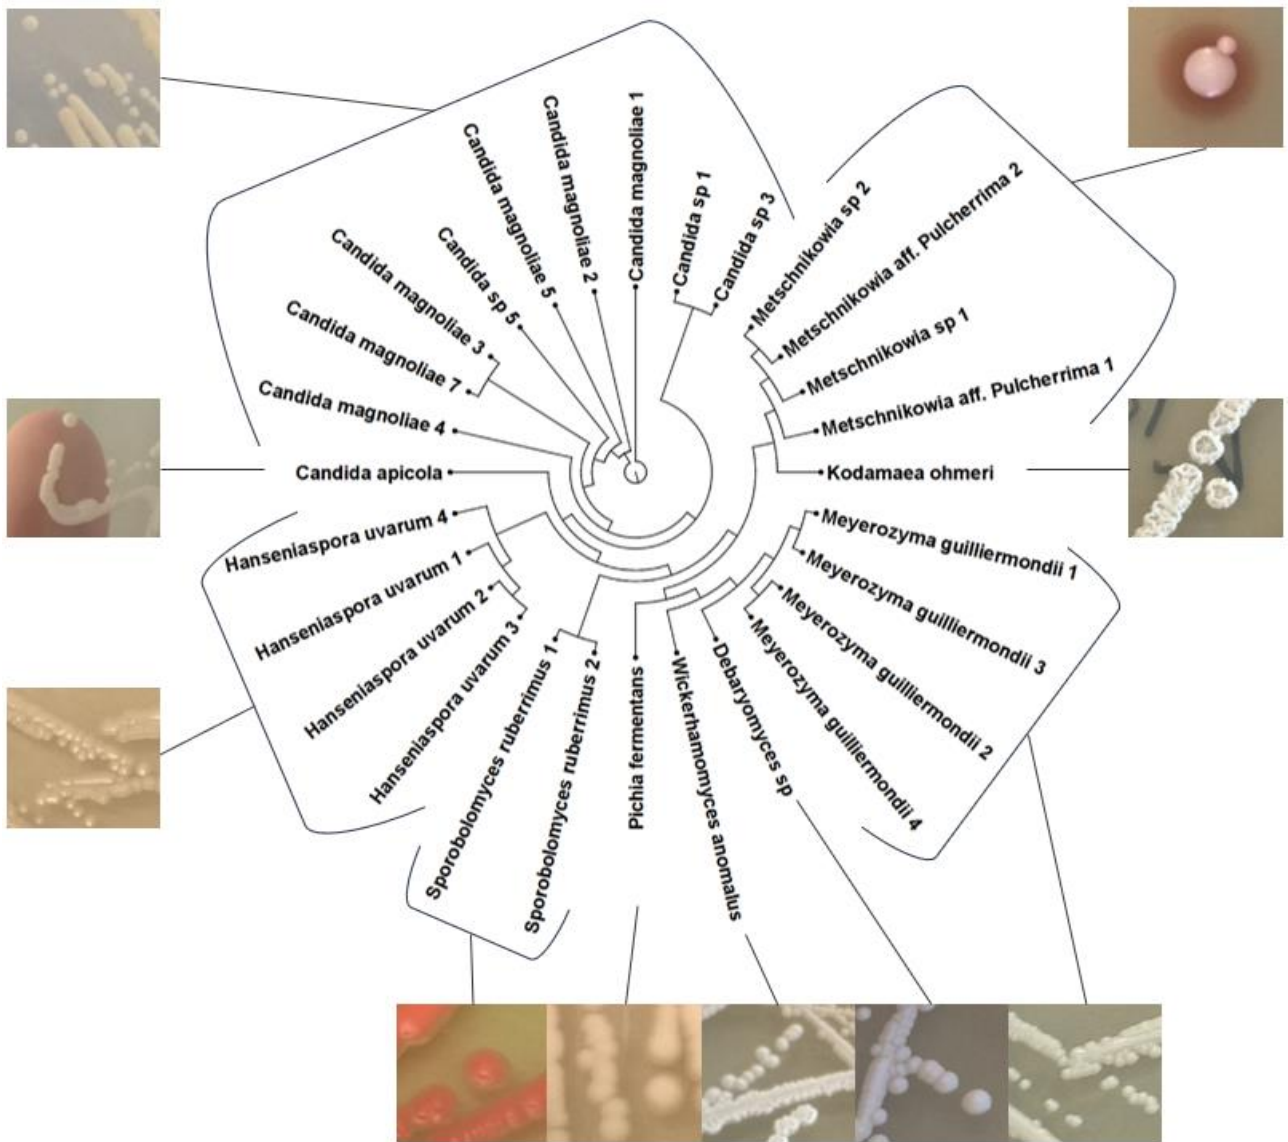 Candida magnoliae 1
Candida sp 1
Candida sp 3
Metschnikowia sp 2
Metschnikowia aff. Pulcherrima 2
Metschnikowia sp 1
Metschnikowia aff. Pulcherrima 1
Kodamaea ohmeri
Meyerozyma guilliermondii 1
Meyerozyma guilliermondii 3
Meyerozyma guilliermondii 2
Meyerozyma guilliermondii 4
Debaryomyces sp
Wickerhamomyces anomalus
Pichia fermentans
Sporobolomyces ruberrimus 2
Sporobolomyces ruberrimus 1
Hanseniaspora uvarum 3
Hanseniaspora uvarum 2
Hanseniaspora uvarum 1
Hanseniaspora uvarum 4
Candida apicola
Candida magnoliae 4
Candida magnoliae 7
Candida magnoliae 3
Candida sp 5
Candida magnoliae 5
Candida magnoliae 2